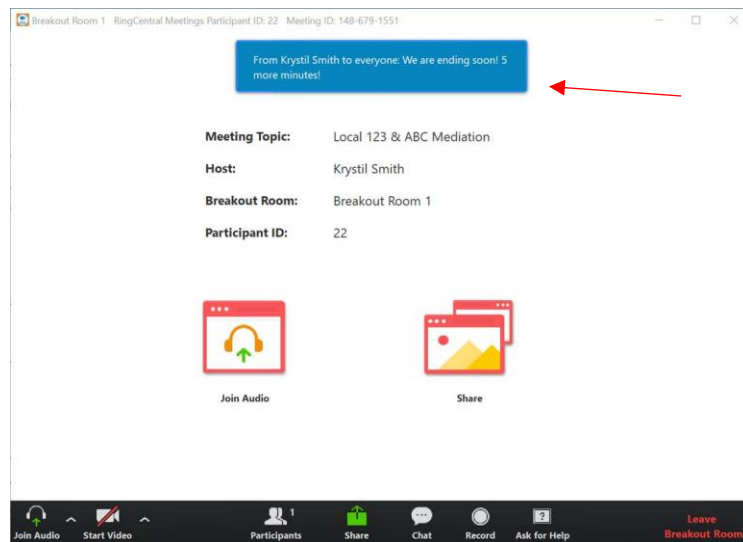 Breakout Room 1 RingCentral Meetings Participant ID: 22 Meeting ID: 148-679-1551
From Krystil Smith to everyone: We are ending soon! 5
more minutes!
Meeting Topic: Local 123 & ABC Mediation
Host: Krystil Smith
Breakout Room: Breakout Room 1
Participant ID: 22
Join Audio Share
1
Join Audio Start Video Participants Share Chat Record Ask for Help Leave
Breakout Room